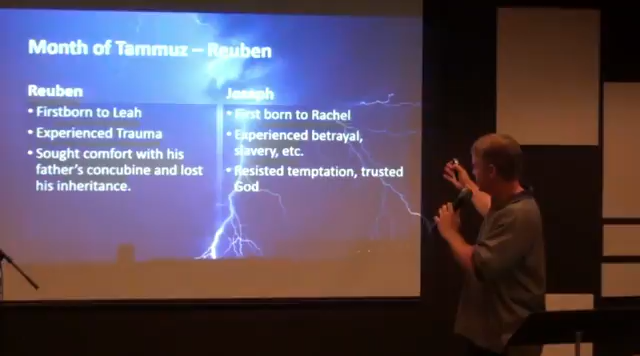 Month of Tammuz – Reuben
Reuben
• Firstborn to Leah
• Experienced Trauma
• Sought comfort with his
father's concubine and lost
his inheritance.
Joseph
• First born to Rachel
• Experienced betrayal,
slavery, etc.
• Resisted temptation, trusted
God